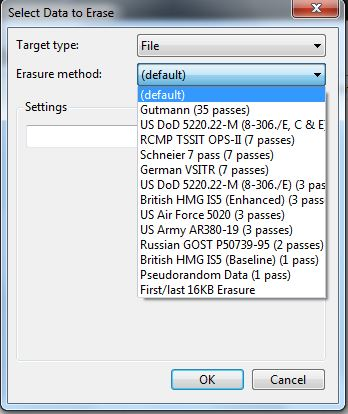 Select Data to Erase
Target type: File
Erasure method: (default)
(default)
Settings
Gutmann (35 passes)
US DoD 5220.22-M (8-306./E, C & E)
RCMP TSSIT OPS-II (7 passes)
Schneier 7 pass (7 passes)
German VSITR (7 passes)
US DoD 5220.22-M (8-306./E) (3 pas
British HMG IS5 (Enhanced) (3 pass
US Air Force 5020 (3 passes)
US Army AR380-19 (3 passes)
Russian GOST P50739-95 (2 passes)
British HMG IS5 (Baseline) (1 pass)
Pseudorandom Data (1 pass)
First/last 16KB Erasure
OK
Cancel